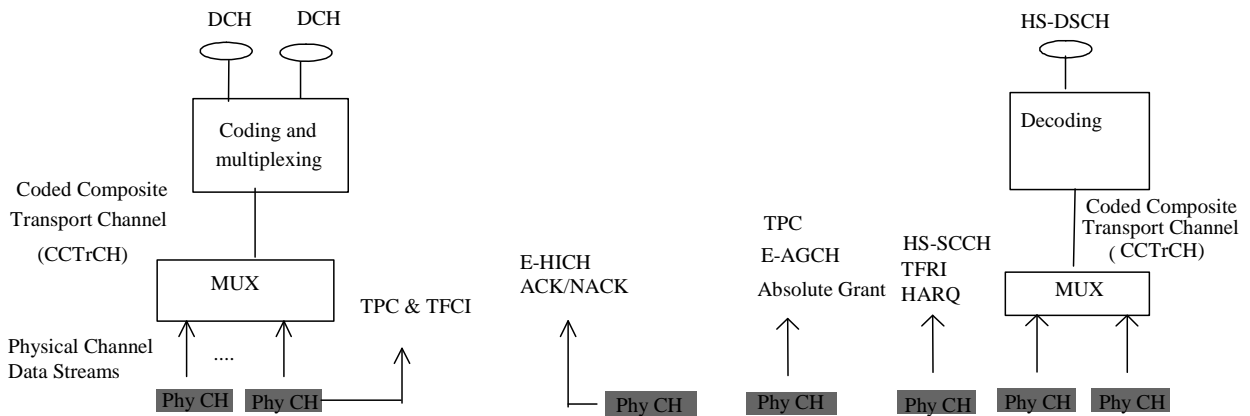 DCH
DCH
HS-DSCH
Coding and
multiplexing
Decoding
Coded Composite
Transport Channel
(CCTrCH)
Coded Composite
Transport Channel
( CCTrCH)
TPC
E-AGCH
Absolute Grant
HS-SCCH
TFRI
HARQ
E-HICH
ACK/NACK
MUX
MUX
TPC & TFCI
Physical Channel
Data Streams
....
Phy CH
Phy CH
Phy CH
Phy CH
Phy CH
Phy CH
Phy CH